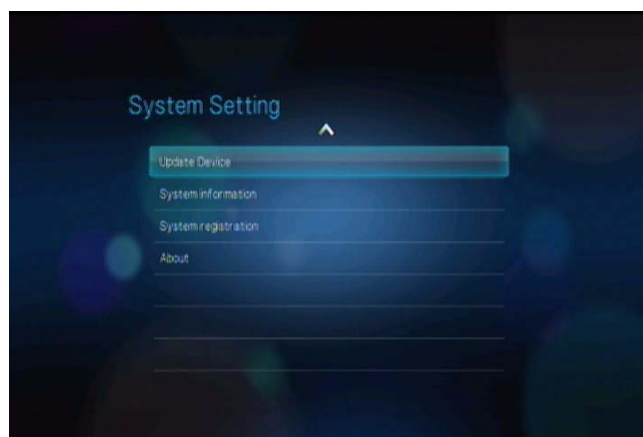 System Setting
Update Device
System information
System registration
About